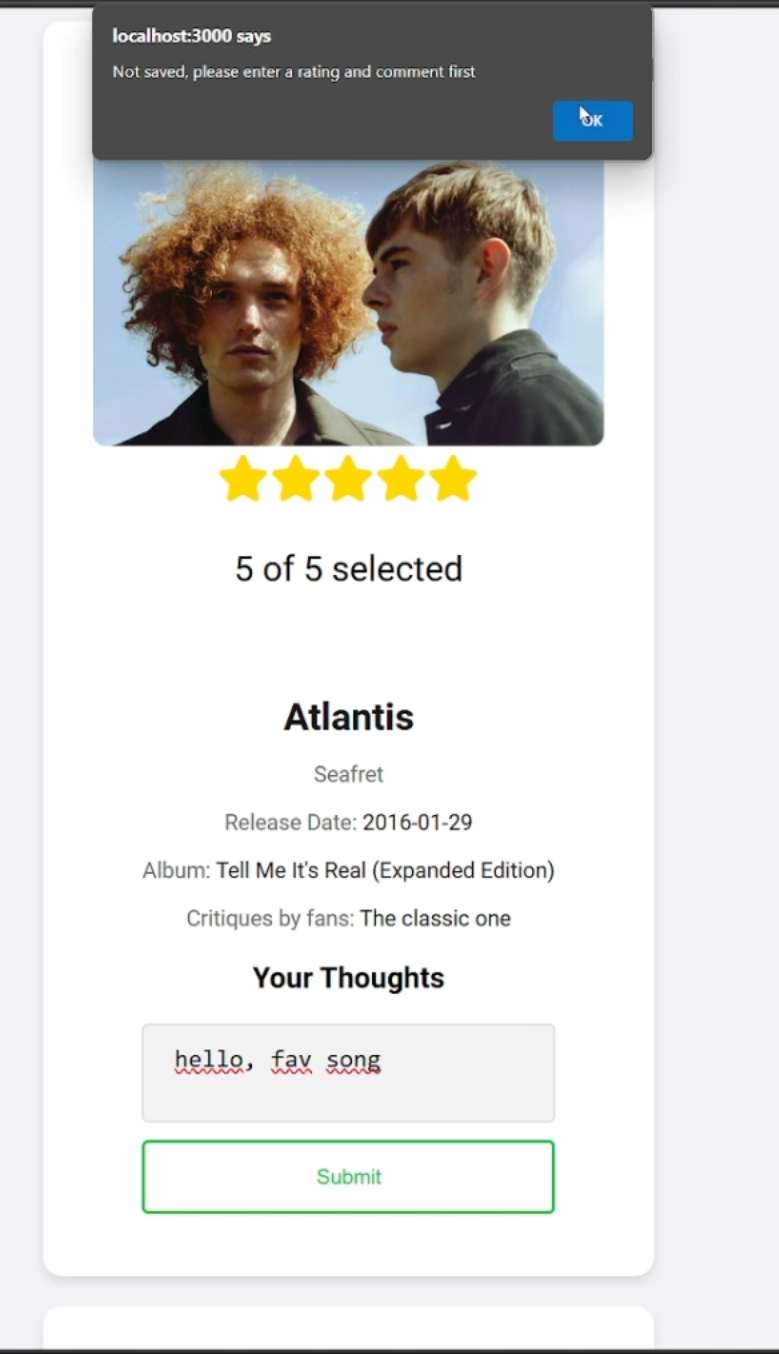 localhost:3000 says
Not saved, please enter a rating and comment first
OK
5 of 5 selected
Atlantis
Seafret
Release Date: 2016-01-29
Album: Tell Me It's Real (Expanded Edition)
Critiques by fans: The classic one
Your Thoughts
hello, fav song
Submit